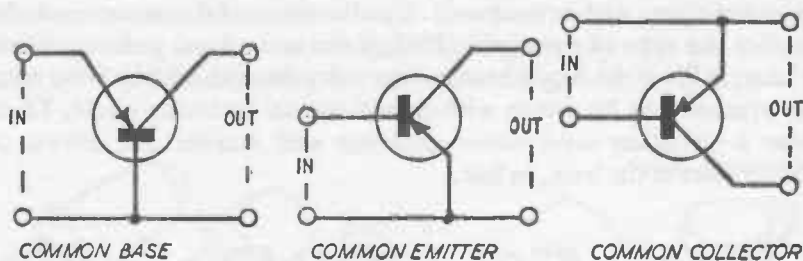 IN
OUT
COMMON BASE
IN
OUT
COMMON EMITTER
IN
OUT
COMMON COLLECTOR